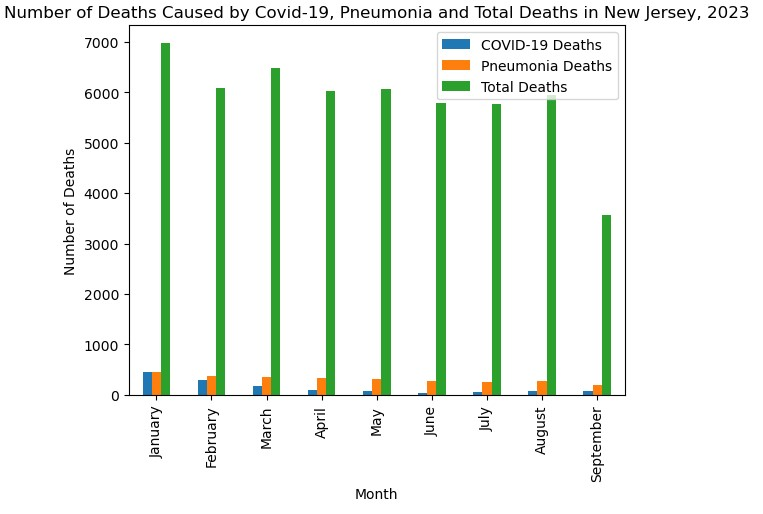 Number of Deaths Caused by Covid-19, Pneumonia and Total Deaths in New Jersey, 2023
COVID-19 Deaths
Pneumonia Deaths
Total Deaths
7000
6000
5000
4000
3000
2000
1000
0
Number of Deaths
January
February
March
April
May
June
July
August
September
Month